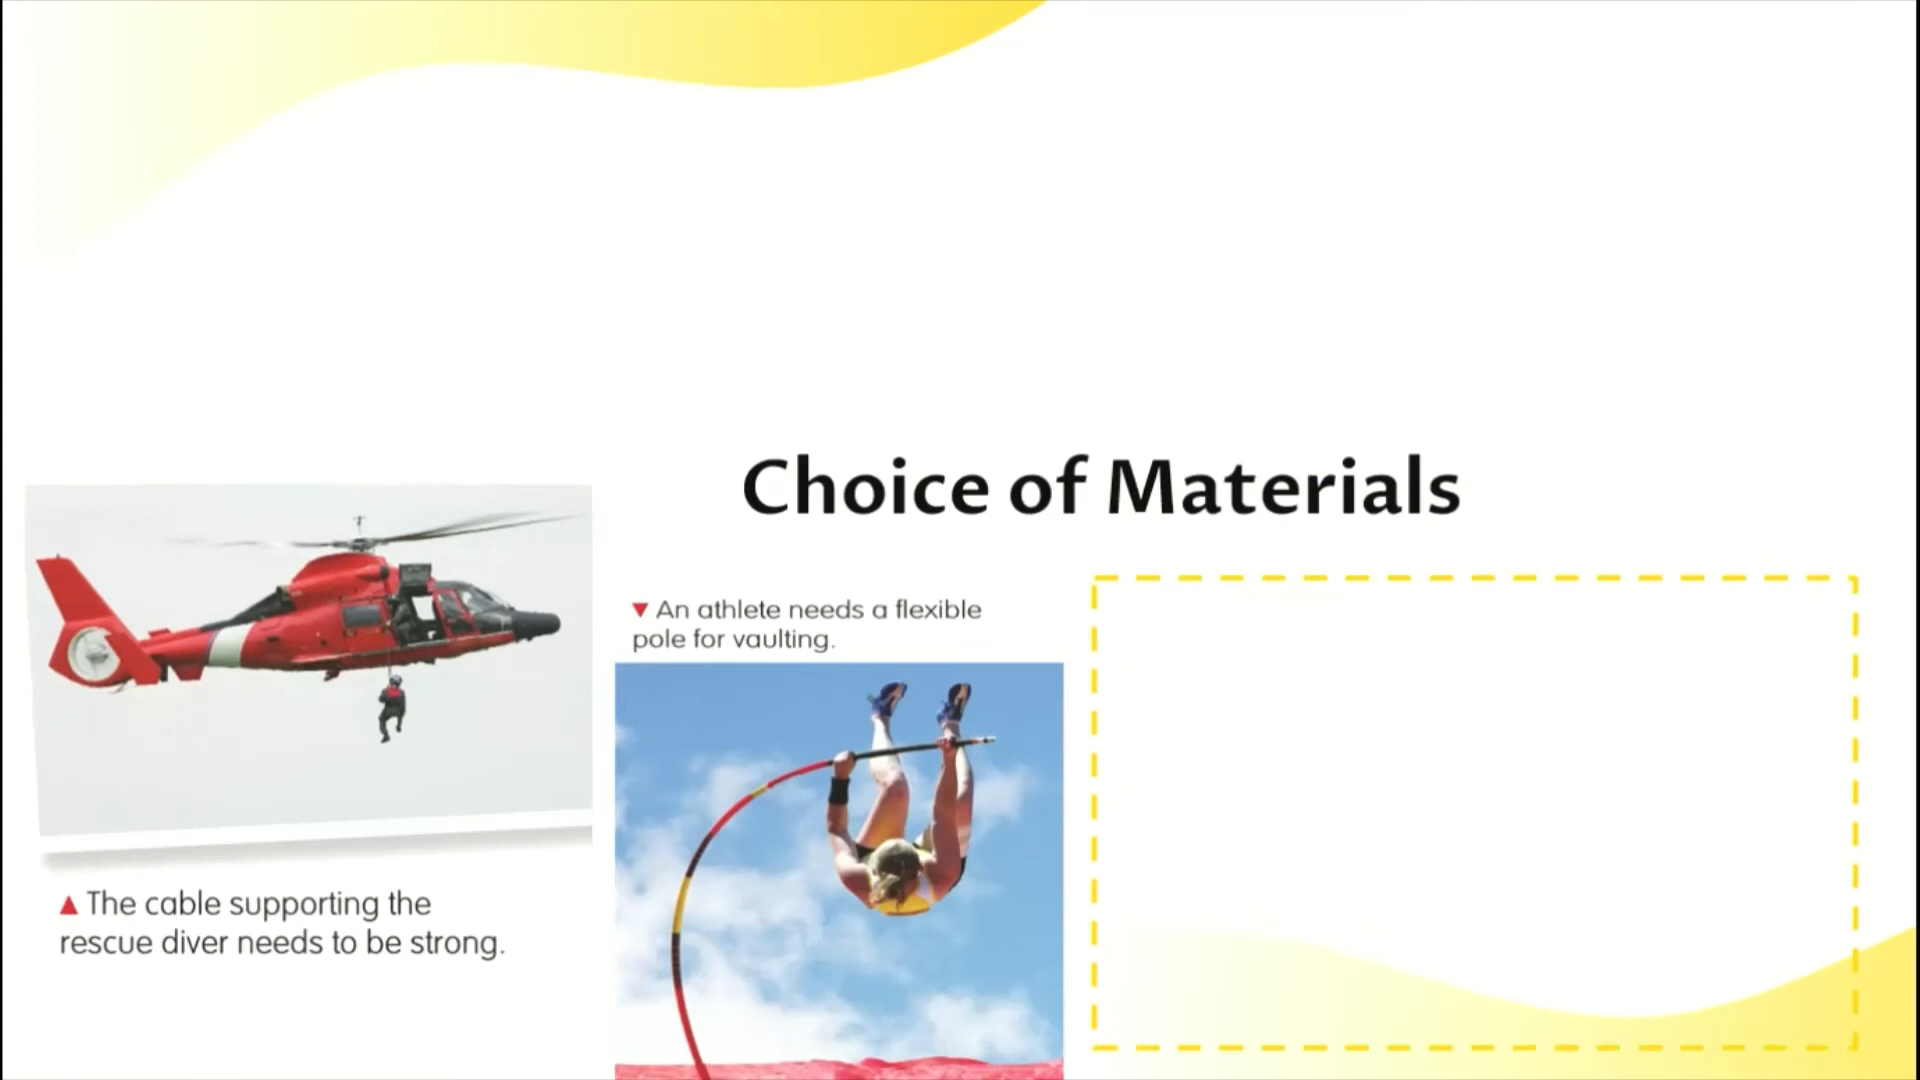 Choice of Materials
▼ An athlete needs a flexible
pole for vaulting.
▲ The cable supporting the
rescue diver needs to be strong.